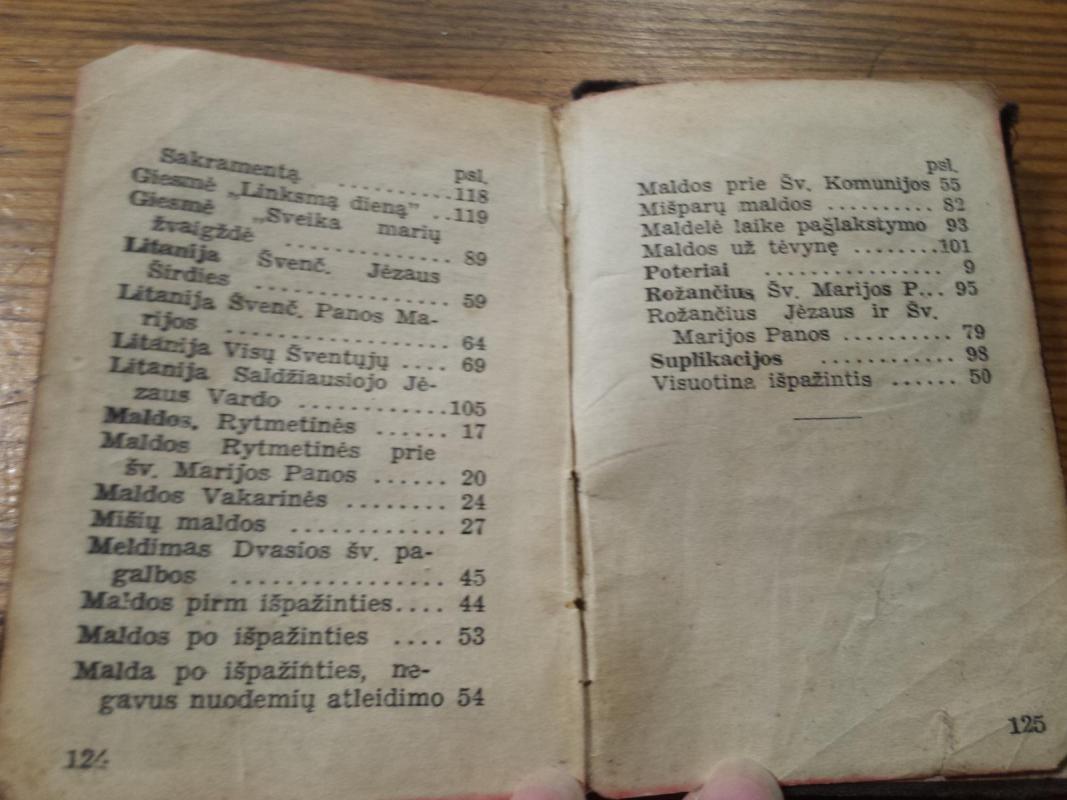 psl.
Sakramentą ..........118
Giesmė „Linksmą dieną” ..119
Giesmė „Sveika marių
žvaigždė .............. 89
Litanija Švenč. Jėzaus
Širdies ................ 59
Litanija Švenč. Panos Ma-
rijos ................ 64
Litanija Visų Šventųjų .... 69
Litanija Saldžiausiojo Jė-
zaus Vardo ...........105
Maldos. Rytmetinės ...... 17
Maldos Rytmetinės prie
šv. Marijos Panos ...... 20
Maldos Vakarinės ........ 24
Mišių maldos ............ 27
Meldimas Dvasios šv. pa-
galbos ................ 45
Maldos pirm išpažinties.... 44
Maldos po išpažinties .... 53
Malda po išpažinties, ne-
gavus nuodemių atleidimo 54
124
psl.
Maldos prie Šv. Komunijos 55
Mišparų maldos .......... 82
Maldelė laike pašlakstymo 93
Maldos už tėvynę ........101
Poteriai ................ 9
Rožančius Šv. Marijos P... 95
Rožančius Jėzaus ir Šv.
Marijos Panos .......... 79
Suplikacijos ............ 98
Visuotina išpažintis ...... 50
125